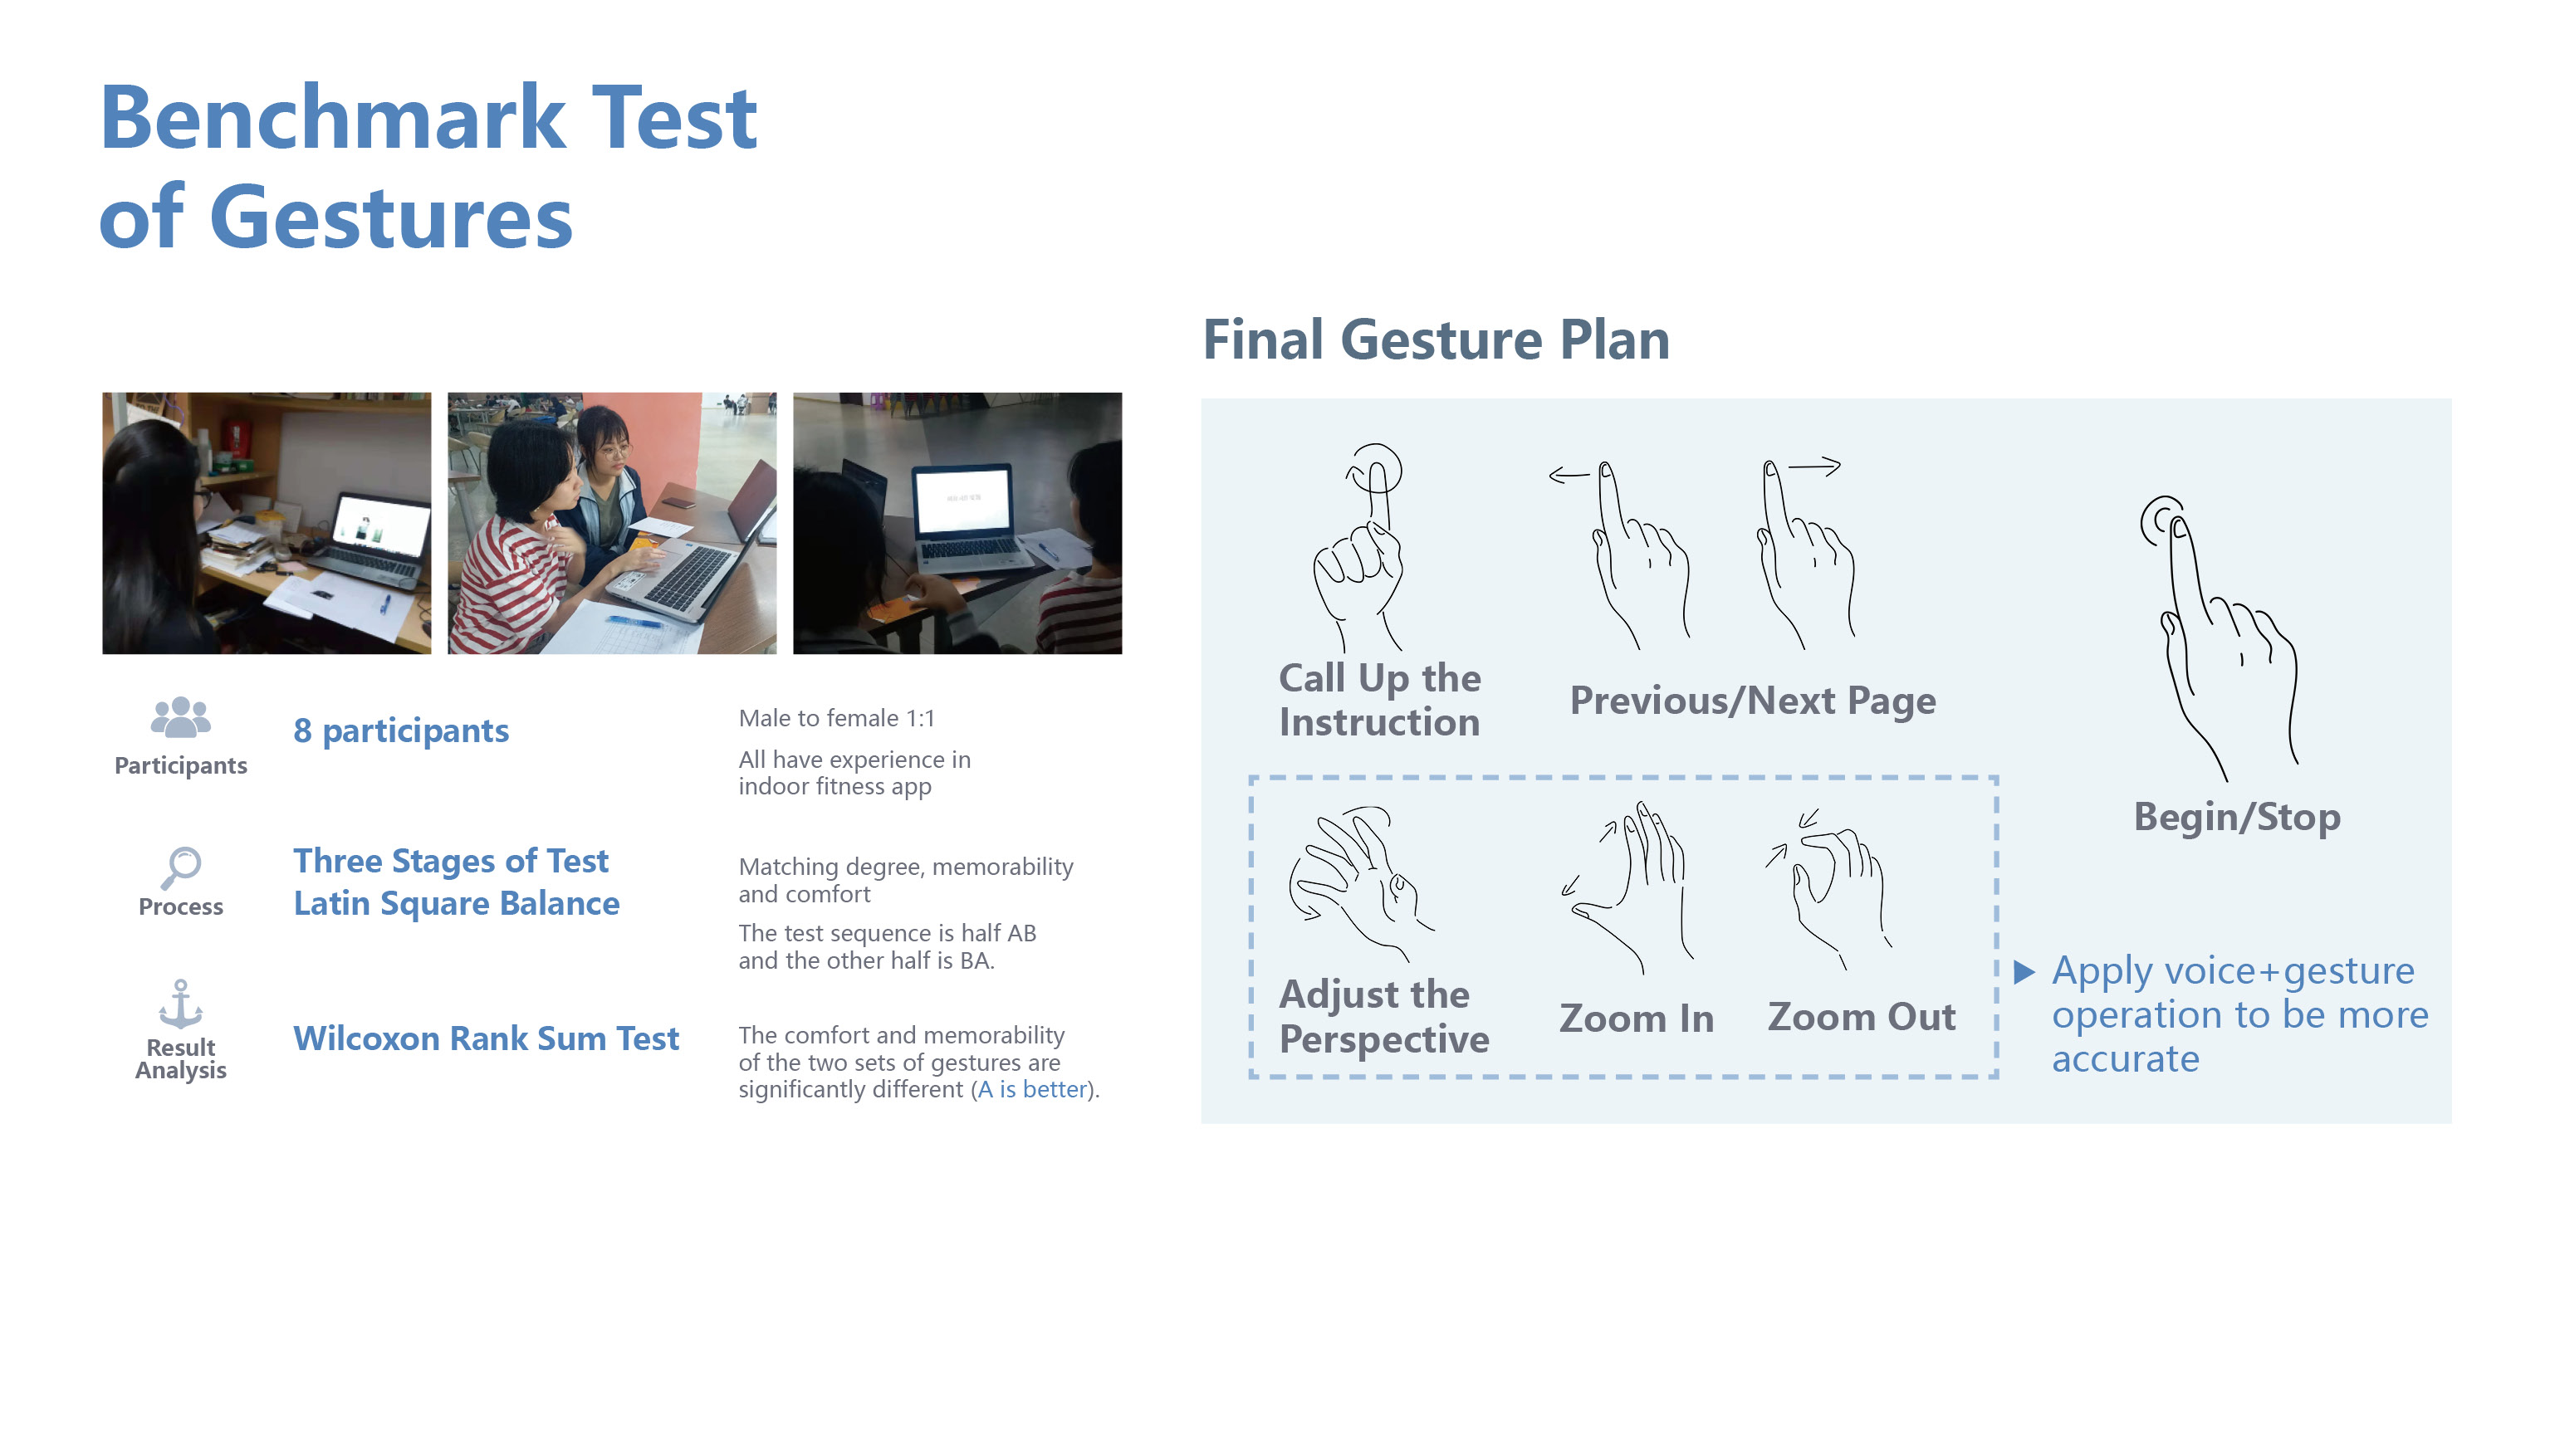 Benchmark Test
of Gestures
Participants
8 participants
Male to female 1:1
All have experience in
indoor fitness app
Process
Three Stages of Test
Latin Square Balance
Matching degree, memorability
and comfort
The test sequence is half AB
and the other half is BA.
Result
Analysis
Wilcoxon Rank Sum Test
The comfort and memorability
of the two sets of gestures are
significantly different (A is better).
Final Gesture Plan
Call Up the
Instruction
Previous/Next Page
Begin/Stop
Adjust the
Perspective
Zoom In
Zoom Out
Apply voice+gesture
operation to be more
accurate